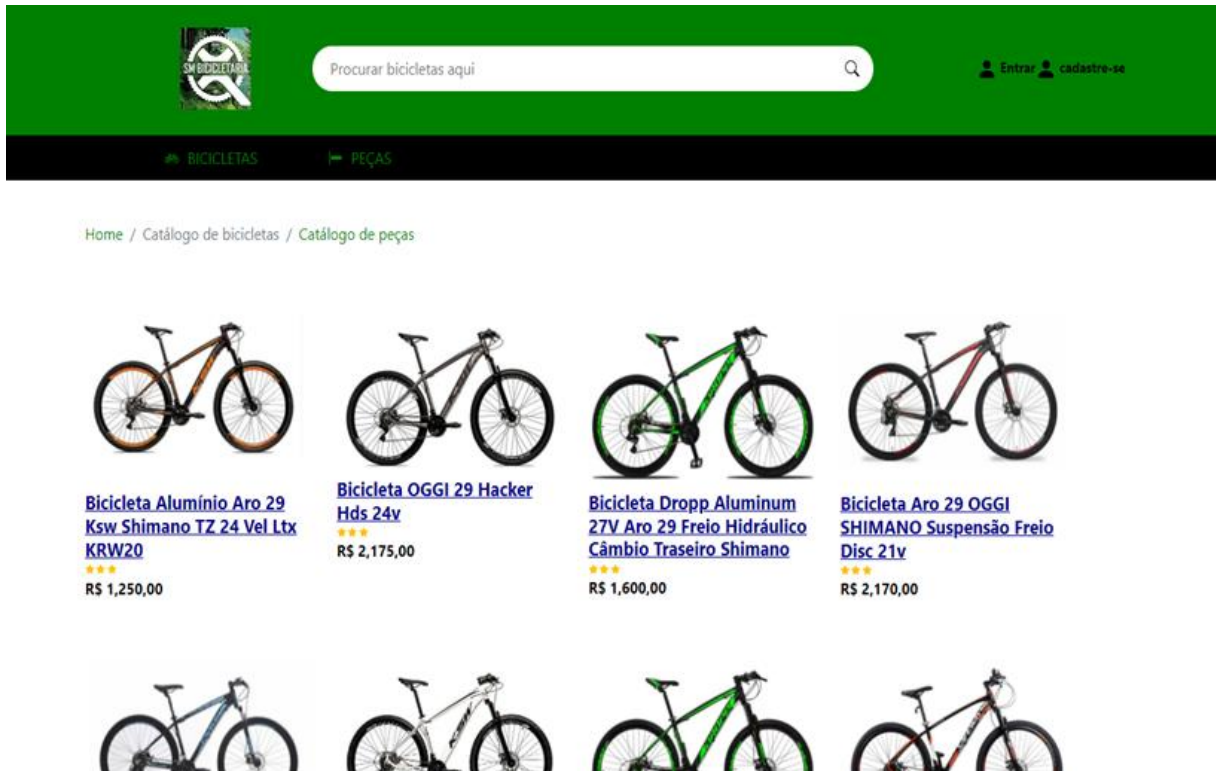 SM BICICLETARIA
Procurar bicicletas aqui
Entrar cadastre-se
BICICLETAS PEÇAS
Home / Catálogo de bicicletas / Catálogo de peças
Bicicleta Alumínio Aro 29
Ksw Shimano TZ 24 Vel Ltx
KRW20
R$ 1,250,00
Bicicleta OGGI 29 Hacker
Hds 24v
R$ 2,175,00
Bicicleta Dropp Aluminum
27V Aro 29 Freio Hidráulico
Câmbio Traseiro Shimano
R$ 1,600,00
Bicicleta Aro 29 OGGI
SHIMANO Suspensão Freio
Disc 21v
R$ 2,170,00